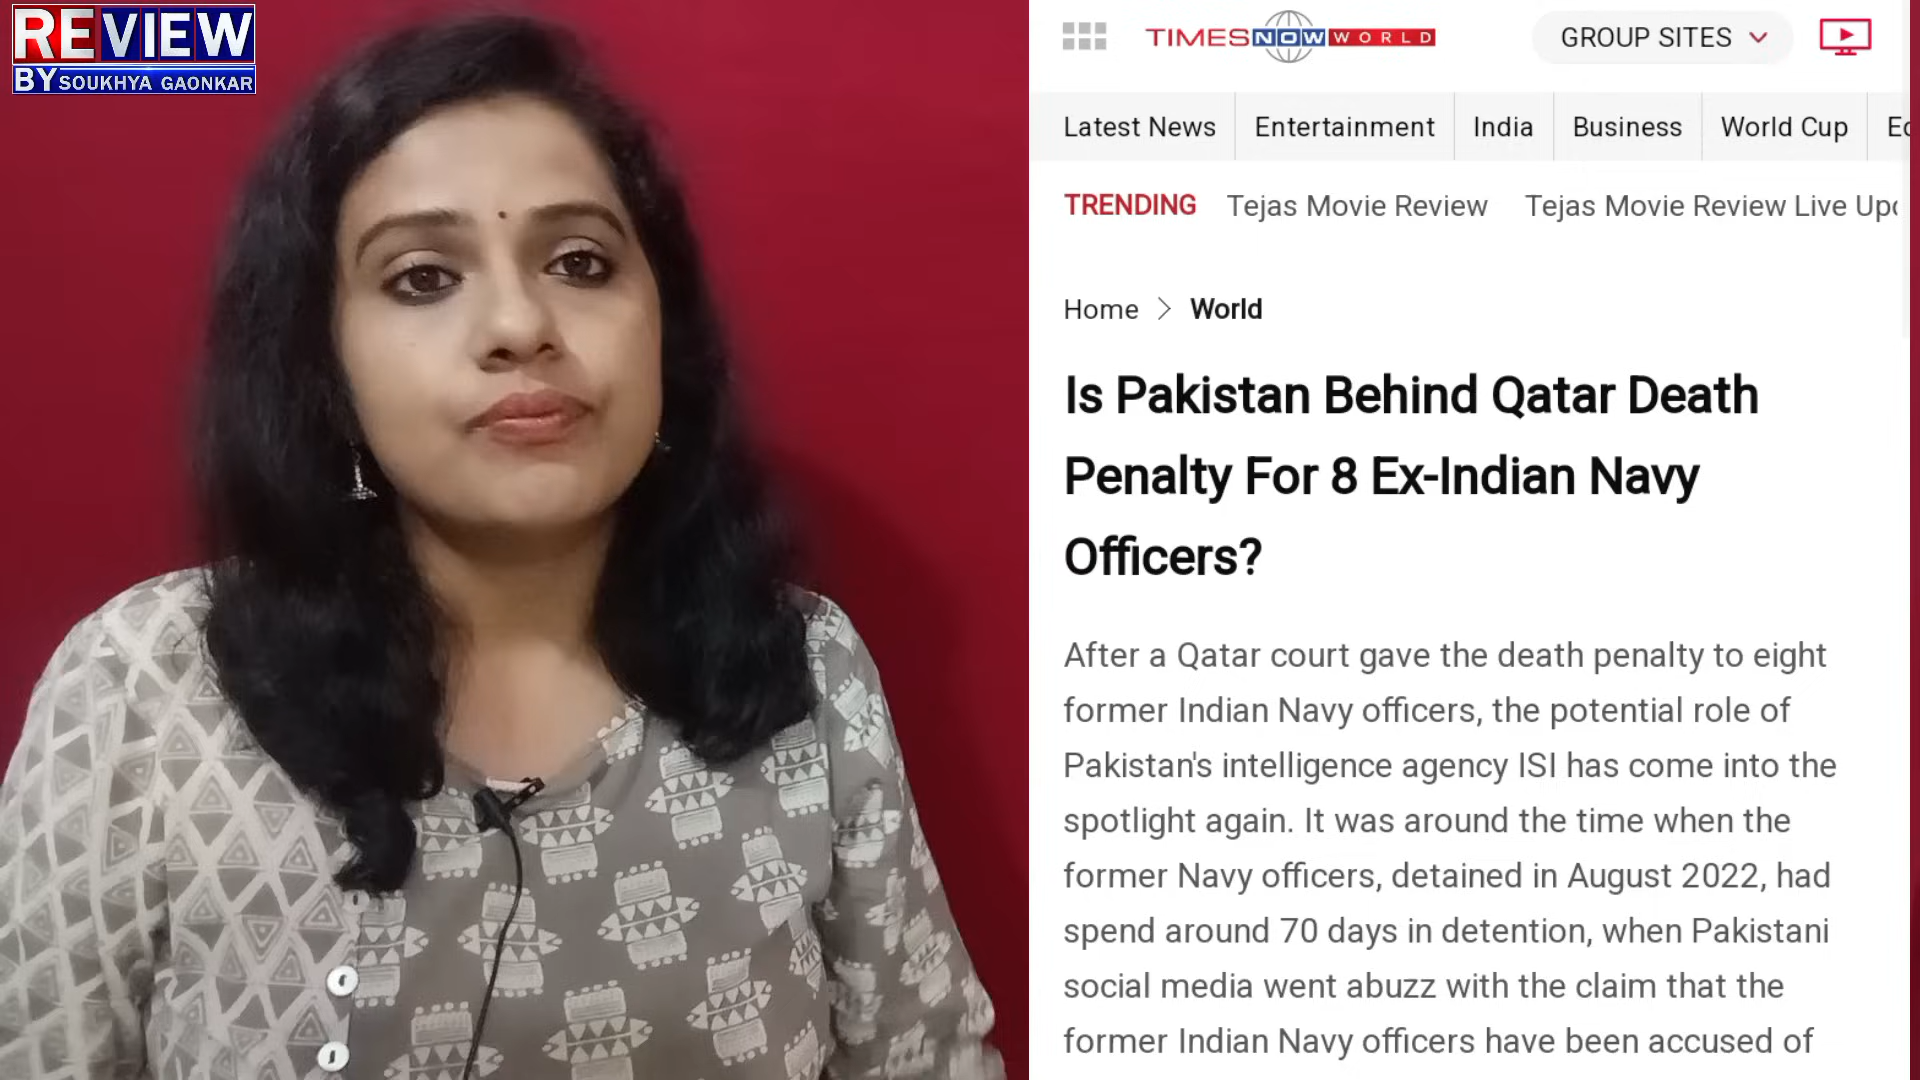 REVIEW
BY SOUKHYA GAONKAR
TIMES NOW WORLD
GROUP SITES
Latest News
Entertainment
India
Business
World Cup
TRENDING
Tejas Movie Review
Tejas Movie Review Live
Home
World
Is Pakistan Behind Qatar Death
Penalty For 8 Ex-Indian Navy
Officers?
After a Qatar court gave the death penalty to eight
former Indian Navy officers, the potential role of
Pakistan's intelligence agency ISI has come into the
spotlight again. It was around the time when the
former Navy officers, detained in August 2022, had
spend around 70 days in detention, when Pakistani
social media went abuzz with the claim that the
former Indian Navy officers have been accused of